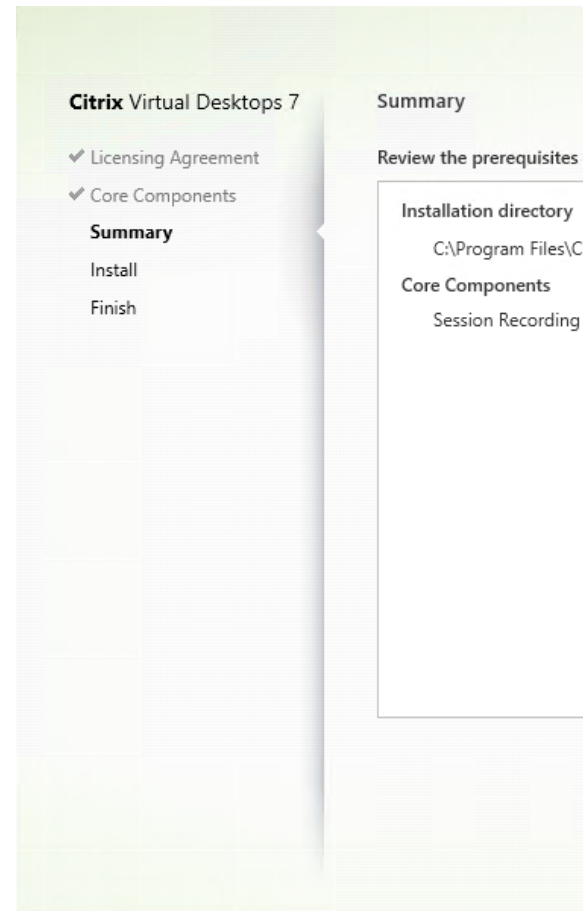 Citrix Virtual Desktops 7
Licensing Agreement
Core Components
Summary
Install
Finish
Summary
Review the prerequisites
Installation directory
C:\Program Files\C
Core Components
Session Recording